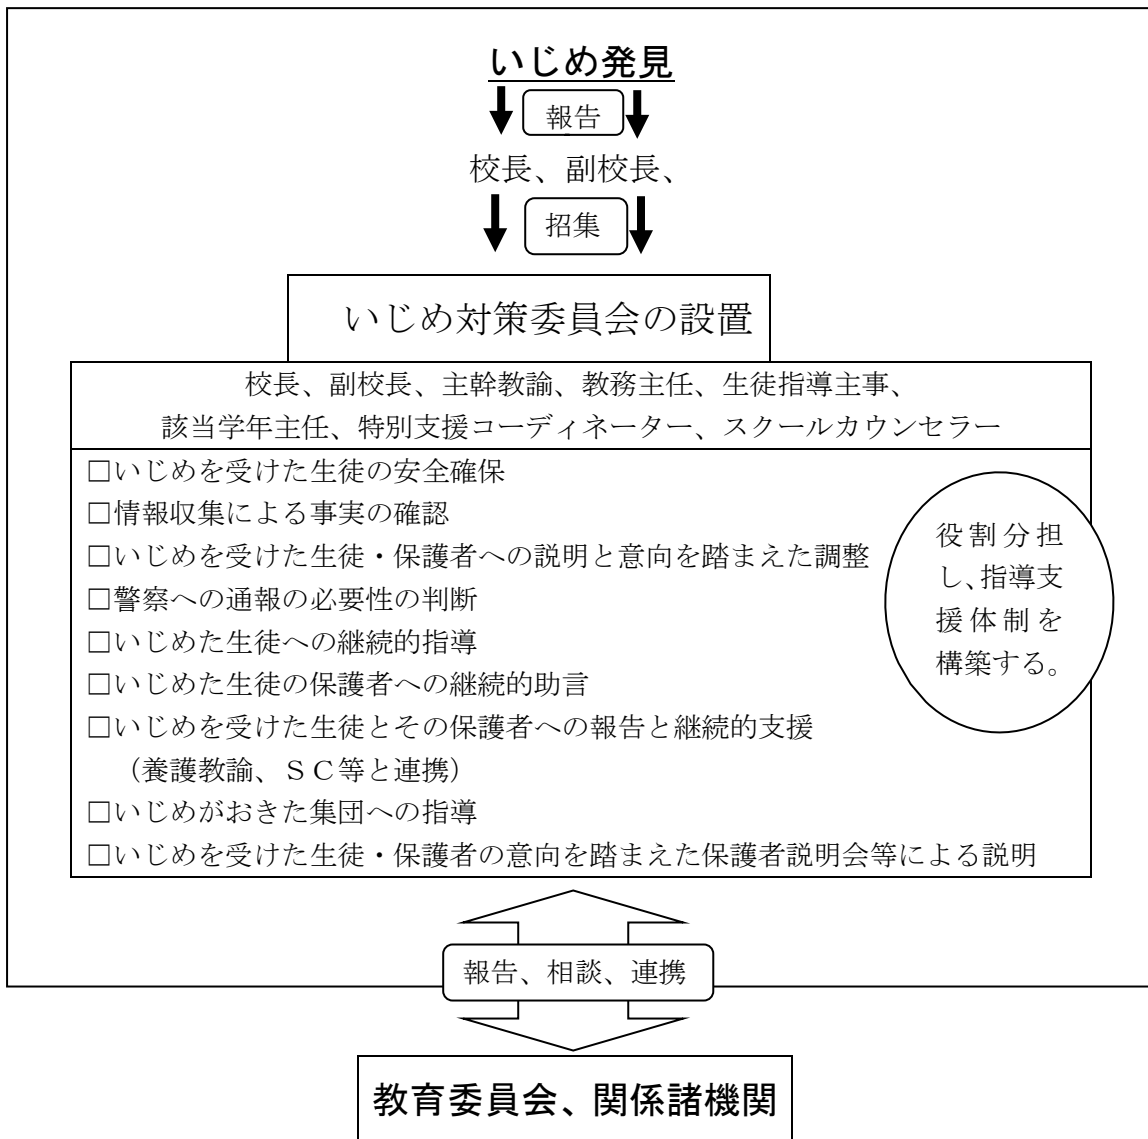 いじめ発見
報告
校長、副校長、
招集
いじめ対策委員会の設置
校長、副校長、主幹教諭、教務主任、生徒指導主事、
該当学年主任、特別支援コーディネーター、スクールカウンセラー
□いじめを受けた生徒の安全確保
□情報収集による事実の確認
□いじめを受けた生徒・保護者への説明と意向を踏まえた調整
□警察への通報の必要性の判断
□いじめた生徒への継続的指導
□いじめた生徒の保護者への継続的助言
□いじめを受けた生徒とその保護者への報告と継続的支援
（養護教諭、ＳＣ等と連携）
□いじめがおきた集団への指導
□いじめを受けた生徒・保護者の意向を踏まえた保護者説明会等による説明
役割分担
し、指導支
援体制を
構築する。
報告、相談、連携
教育委員会、関係諸機関